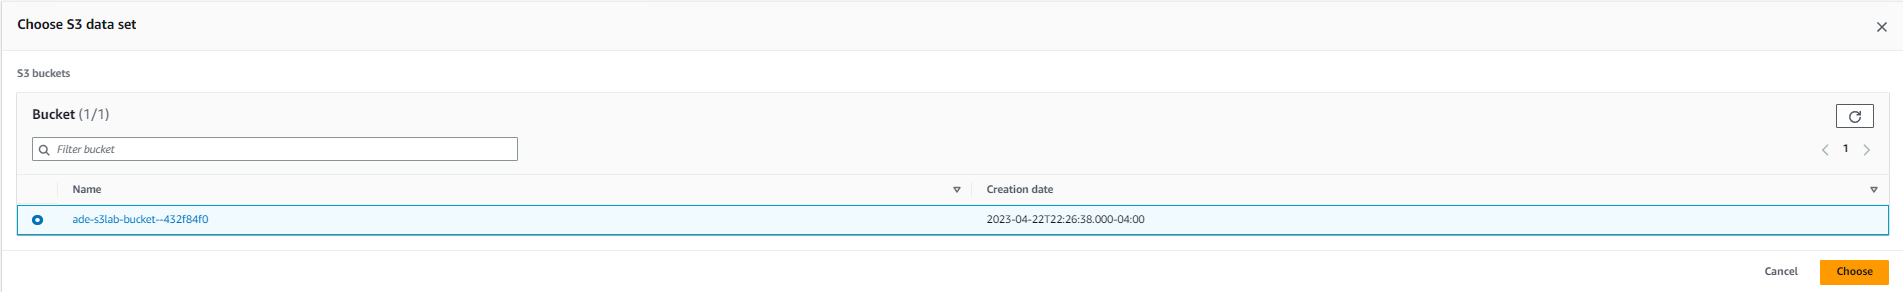 Choose S3 data set
S3 buckets
Bucket (1/1)
Filter bucket
1
Name Creation date
ade-s3lab-bucket--432f84f0 2023-04-22T22:26:38.000-04:00
Cancel Choose